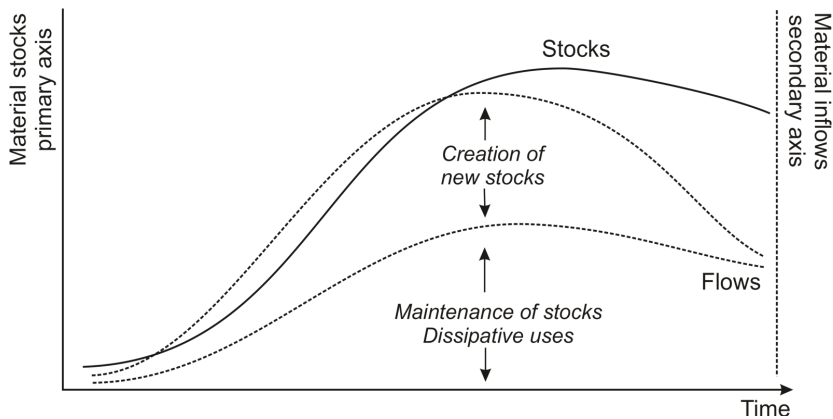 Material stocks
primary axis
Stocks
Material inflows
secondary axis
Creation of
new stocks
Flows
Maintenance of stocks
Dissipative uses
Time